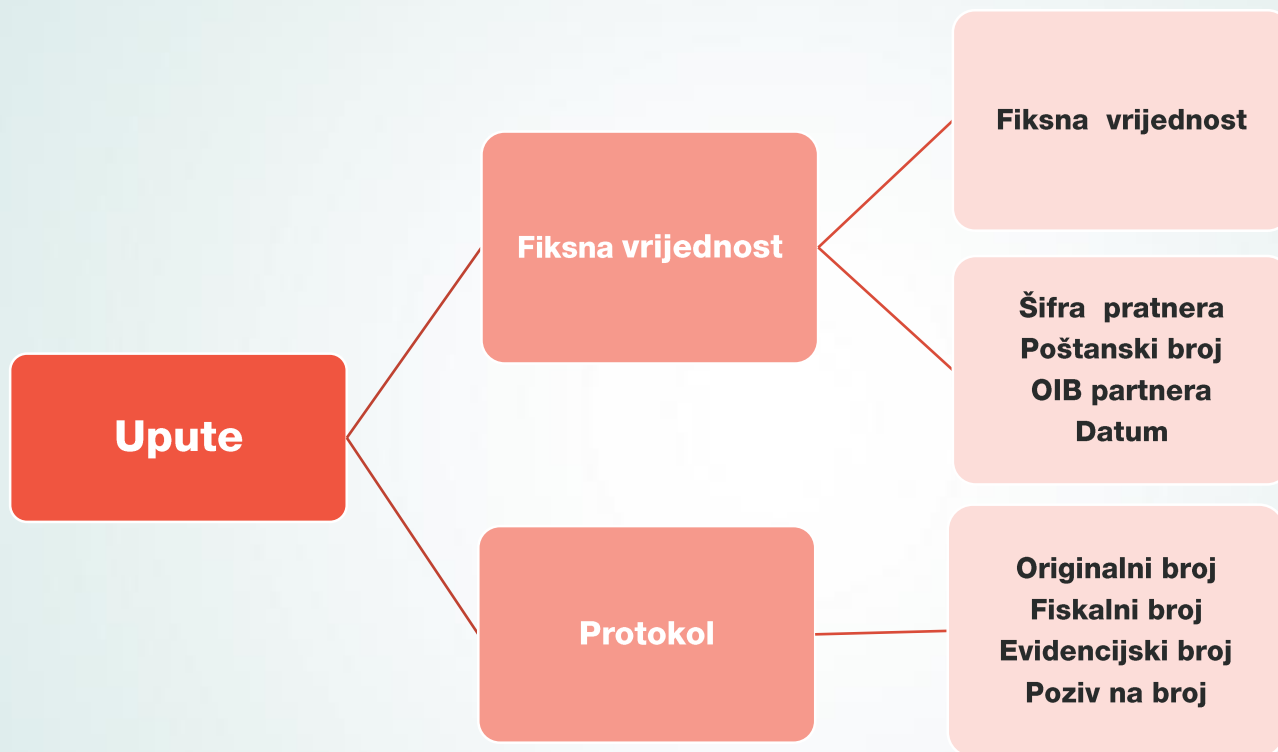 Upute
Fiksna vrijednost
Protokol
Fiksna vrijednost
Šifra pratnera
Poštanski broj
OIB partnera
Datum
Originalni broj
Fiskalni broj
Evidencijski broj
Poziv na broj